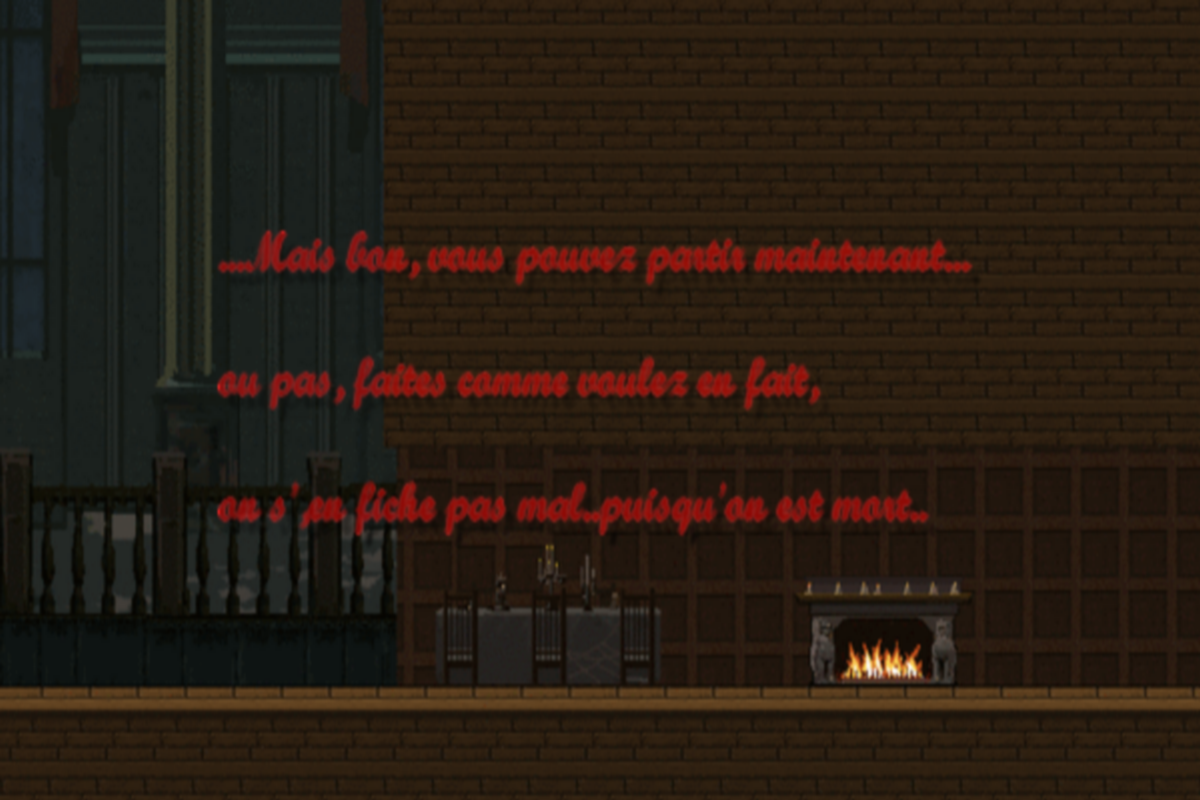 ....Mais bon, vous pouvez partir maintenant...
ou pas, faites comme voulez en fait,
on s'en fiche pas mal..puisqu'on est mort..